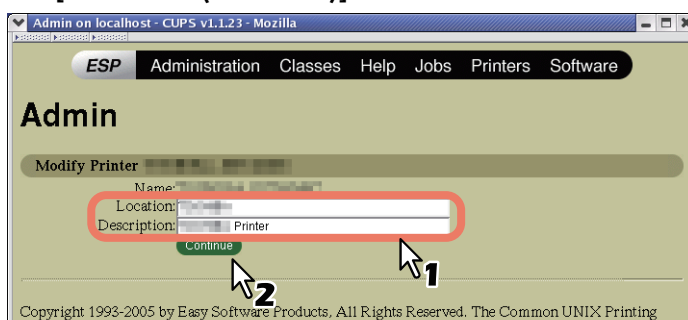 Admin on localhost - CUPS v1.1.23 - Mozilla
ESP Administration Classes Help Jobs Printers Software
Admin
Modify Printer
Name:
Location:
Description: Printer
Continue
1
2
Copyright 1993-2005 by Easy Software Products, All Rights Reserved. The Common UNIX Printing